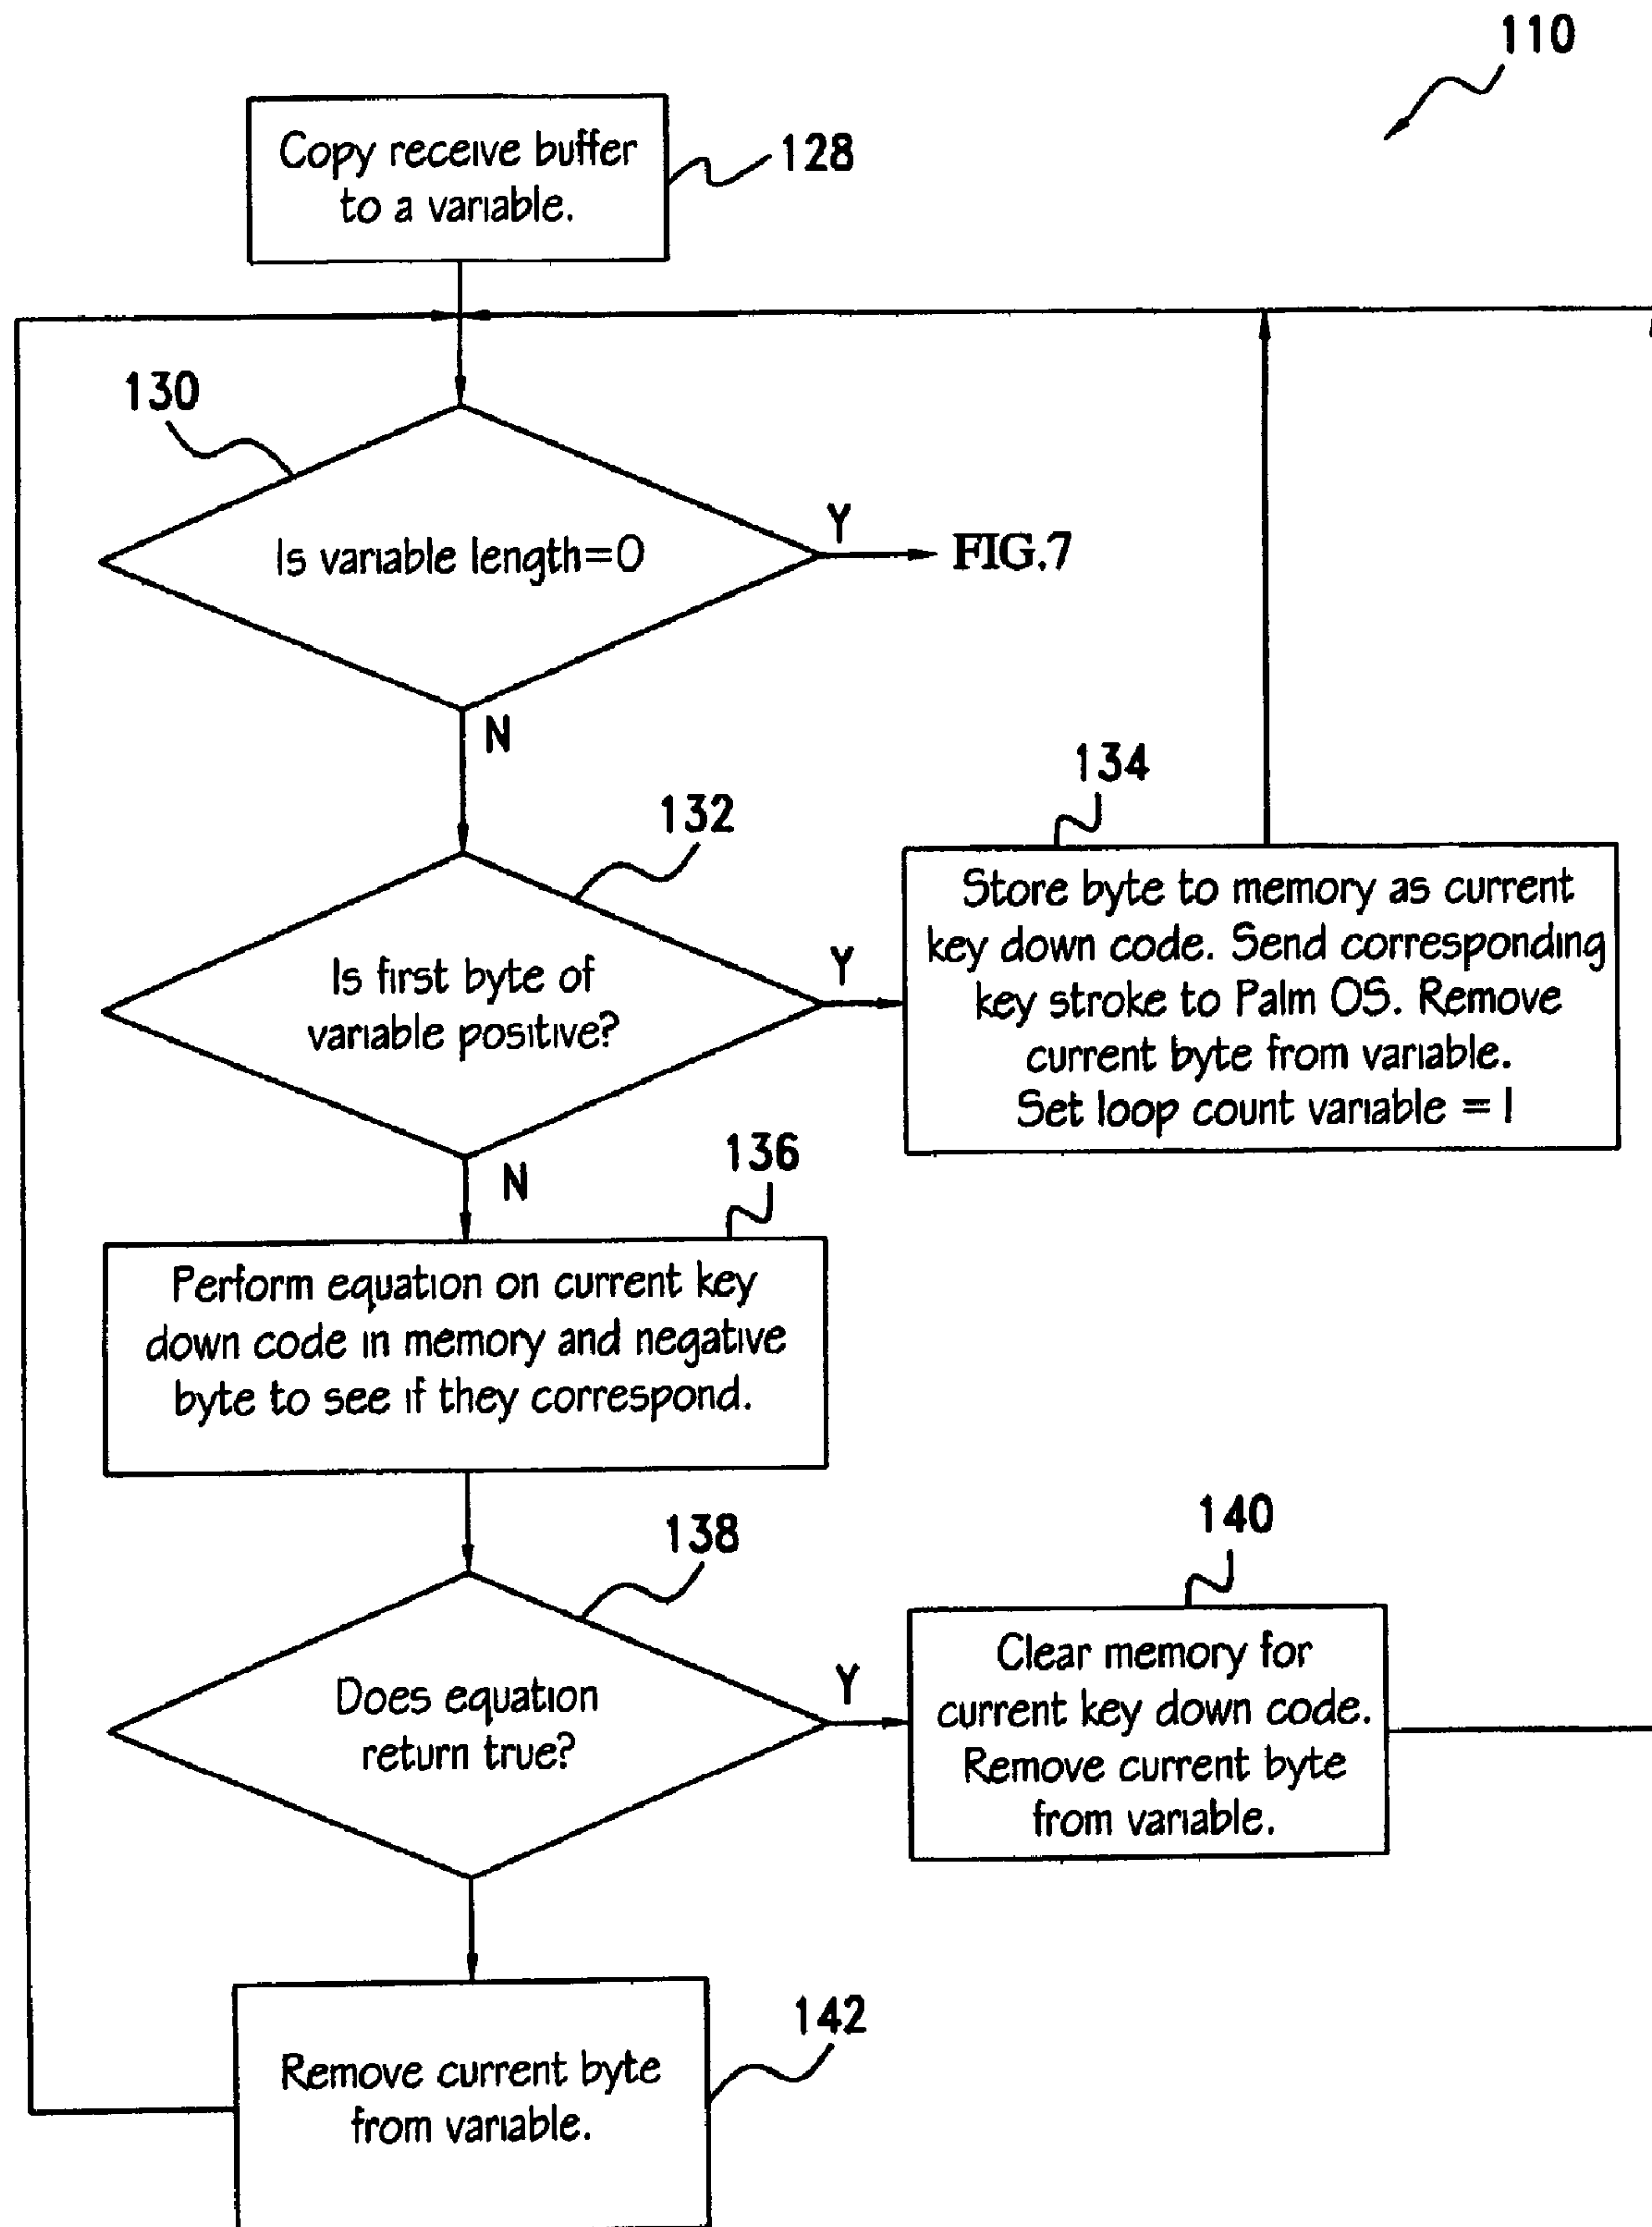 110
Copy receive buffer
to a variable.
128
130
Is variable length=0
Y
FIG.7
N
132
134
Is first byte of
variable positive?
Y
Store byte to memory as current
key down code. Send corresponding
key stroke to Palm OS. Remove
current byte from variable.
Set loop count variable = 1
N
136
Perform equation on current key
down code in memory and negative
byte to see if they correspond.
138
140
Does equation
return true?
Y
Clear memory for
current key down code.
Remove current byte
from variable.
142
Remove current byte
from variable.